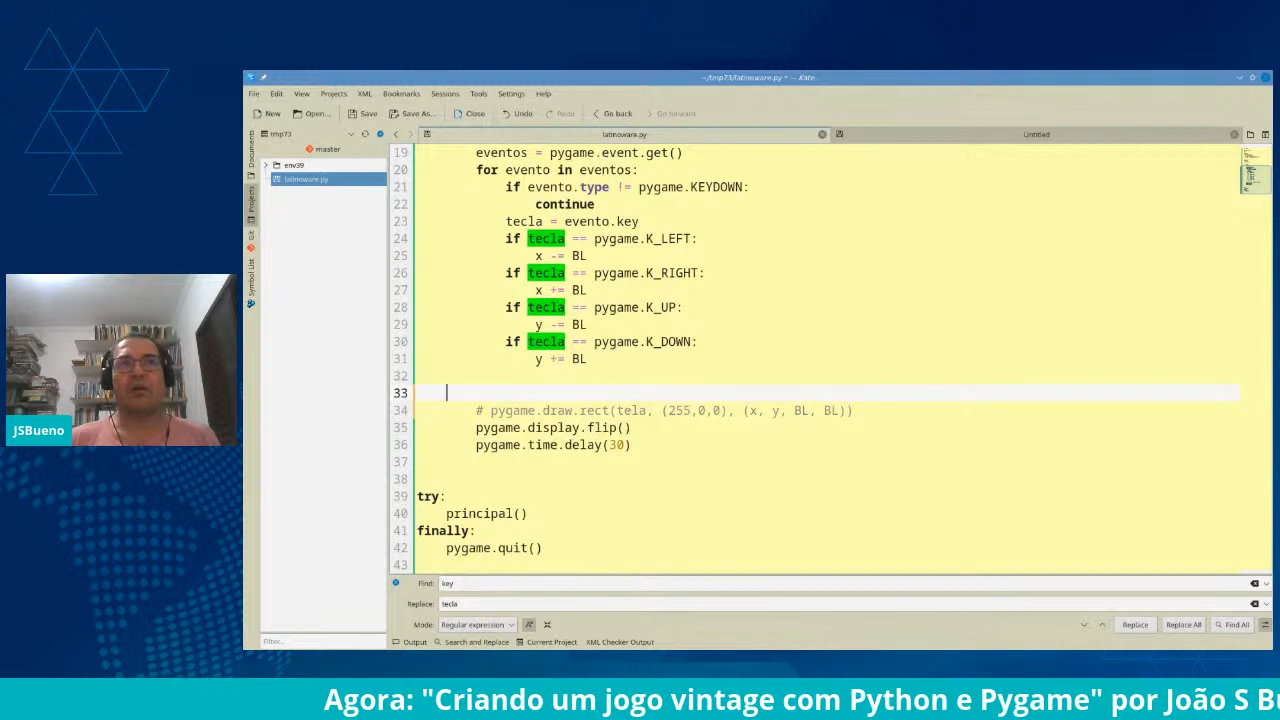 ~/tmp73/latinoware.py * — Kate
File Edit View Projects XML Bookmarks Sessions Tools Settings Help
New Open... Save Save As... Close Undo Redo Go back Go forward
tmp73
latinoware.py
Untitled
master
env39
latinoware.py
Documents
Projects
Git
Symbol List
19 eventos = pygame.event.get()
20 for evento in eventos:
21 if evento.type != pygame.KEYDOWN:
22 continue
23 tecla = evento.key
24 if tecla == pygame.K_LEFT:
25 x -= BL
26 if tecla == pygame.K_RIGHT:
27 x += BL
28 if tecla == pygame.K_UP:
29 y -= BL
30 if tecla == pygame.K_DOWN:
31 y += BL
32
33
34 # pygame.draw.rect(tela, (255,0,0), (x, y, BL, BL))
35 pygame.display.flip()
36 pygame.time.delay(30)
37
38
39 try:
40 principal()
41 finally:
42 pygame.quit()
43
Find: key
Replace: tecla
Mode: Regular expression Replace Replace All Find All
Filter...
Output Search and Replace Current Project XML Checker Output
JSBueno
Agora: "Criando um jogo vintage com Python e Pygame" por João S B